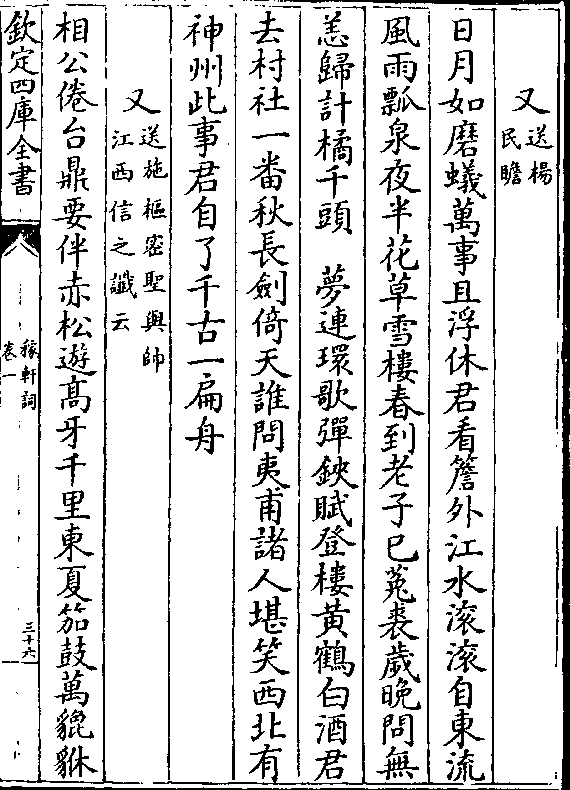 又送楊民瞻
日月如磨蟻萬事且浮休君看簷外江水滚滚自東流
風雨瓢泉夜半花草雪樓春到老子已菟裘歲晚問無
恙歸計橘千頭　夢連環歌彈鋏賦登樓黄鶴白酒君
去村社一番秋長劍倚天誰問夷甫諸人堪笑西北有
神州此事君自了千古一扁舟
又送施樞宻聖與帥江西信之讖云
相公倦台鼎要伴赤松遊髙牙千里東夏笳鼓萬貔貅
欽定四庫全書
稼軒詞
卷一
三十六